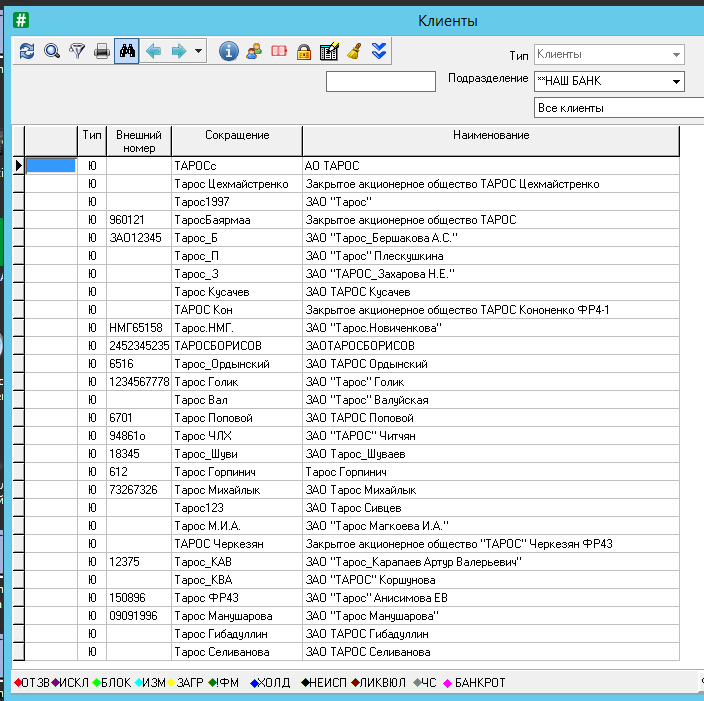 Клиенты
Тип Клиенты
Подразделение **НАШ БАНК
Все клиенты
Тип Внешний номер Сокращение Наименование
Ю ТАРОСс АО ТАРОС
Ю Тарос Цехмайстренко Закрытое акционерное общество ТАРОС Цехмайстренко
Ю Тарос1997 ЗАО "Тарос"
Ю 960121 ТаросБаярмаа Закрытое акционерное общество ТАРОС
Ю ЗАО12345 Тарос_Б ЗАО "Тарос_Бершакова А.С."
Ю Тарос_П ЗАО "Тарос" Плескушкина
Ю Тарос_З ЗАО "ТАРОС_Захарова Н.Е."
Ю Тарос Кусачев ЗАО ТАРОС Кусачев
Ю ТАРОС Кон Закрытое акционерное общество ТАРОС Кононенко ФР4-1
Ю НМГ65158 Тарос.НМГ. ЗАО "Тарос.Новиченкова"
Ю 2452345235 ТАРОСБОРИСОВ ЗАОТАРОСБОРИСОВ
Ю 6516 Тарос_Ордынский ЗАО ТАРОС Ордынский
Ю 1234567778 Тарос Голик ЗАО "Тарос" Голик
Ю Тарос Вал ЗАО "Тарос" Валуйская
Ю 6701 Тарос Поповой ЗАО ТАРОС Поповой
Ю 94861о Тарос ЧЛХ ЗАО "ТАРОС" Читчян
Ю 18345 Тарос_Шуви ЗАО Тарос_Шуваев
Ю 612 Тарос Горпинич Тарос Горпинич
Ю 73267326 Тарос Михайлык ЗАО Тарос Михайлык
Ю Тарос123 ЗАО Тарос Сивцев
Ю Тарос М.И.А. ЗАО "Тарос Магкоева И.А."
Ю ТАРОС Черкезян Закрытое акционерное общество "ТАРОС" Черкезян ФР43
Ю 12375 Тарос_КАВ ЗАО "Тарос_Карапаев Артур Валерьевич"
Ю Тарос_КВА ЗАО "ТАРОС" Коршунова
Ю 150896 Тарос ФР43 ЗАО "Тарос" Анисимова ЕВ
Ю 09091996 Тарос Манушарова ЗАО "Тарос Манушарова"
Ю Тарос Гибадуллин ЗАО ТАРОС Гибадуллин
Ю Тарос Селиванова ЗАО ТАРОС Селиванова
ОТЗВ ИСКЛ БЛОК ИЗМ ЗАГР !ФМ ХОЛД НЕИСП ЛИКВЮЛ ЧС БАНКРОТ